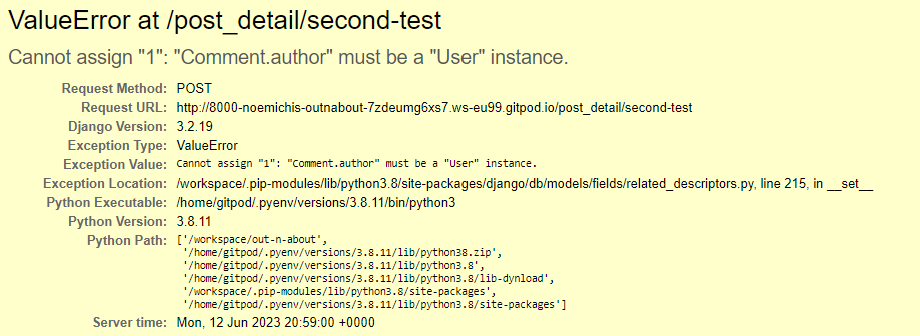 ValueError at /post_detail/second-test
Cannot assign "1": "Comment.author" must be a "User" instance.
Request Method: POST
Request URL: http://8000-noemichis-outnabout-7zdeumg6xs7.ws-eu99.gitpod.io/post_detail/second-test
Django Version: 3.2.19
Exception Type: ValueError
Exception Value: Cannot assign "1": "Comment.author" must be a "User" instance.
Exception Location: /workspace/.pip-modules/lib/python3.8/site-packages/django/db/models/fields/related_descriptors.py, line 215, in __set__
Python Executable: /home/gitpod/.pyenv/versions/3.8.11/bin/python3
Python Version: 3.8.11
Python Path: ['/workspace/out-n-about',
'/home/gitpod/.pyenv/versions/3.8.11/lib/python38.zip',
'/home/gitpod/.pyenv/versions/3.8.11/lib/python3.8',
'/home/gitpod/.pyenv/versions/3.8.11/lib/python3.8/lib-dynload',
'/workspace/.pip-modules/lib/python3.8/site-packages',
'/home/gitpod/.pyenv/versions/3.8.11/lib/python3.8/site-packages']
Server time: Mon, 12 Jun 2023 20:59:00 +0000